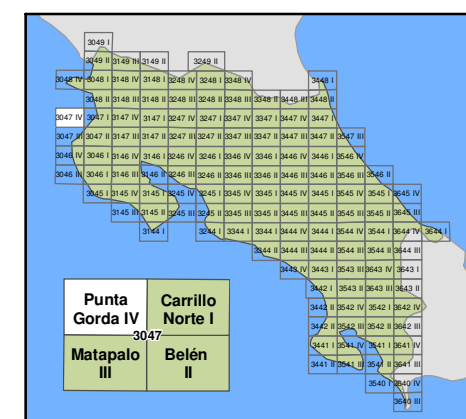 3049 I
3049 II 3149 III 3149 II 3249 II
3048 IV 3048 I 3148 IV 3148 I 3248 IV 3248 I 3348 IV 3448 I
3048 II 3148 III 3148 II 3248 III 3248 II 3348 III 3348 II 3448 III 3448 II
3047 IV 3047 I 3147 IV 3147 I 3247 IV 3247 I 3347 IV 3347 I 3447 IV 3447 I
3047 III 3047 II 3147 III 3147 II 3247 III 3247 II 3347 III 3347 II 3447 III 3447 II 3547 III
3046 IV 3046 I 3146 IV 3146 I 3246 IV 3246 I 3346 IV 3346 I 3446 IV 3446 I 3546 IV
3046 III 3046 II 3146 III 3146 II 3246 III 3246 II 3346 III 3346 II 3446 III 3446 II 3546 III 3546 II
3045 I 3145 IV 3145 I 3245 IV 3245 I 3345 IV 3345 I 3445 IV 3445 I 3545 IV 3545 I 3645 IV
3145 III 3145 II 3245 III 3245 II 3345 III 3345 II 3445 III 3445 II 3545 III 3545 II 3645 III
3144 I 3244 I 3344 IV 3344 I 3444 IV 3444 I 3544 IV 3544 I 3644 IV 3644 I
3344 II 3444 III 3444 II 3544 III 3544 II 3644 III
3443 IV 3443 I 3543 IV 3543 I 3643 IV 3643 I
3443 II 3543 III 3543 II 3643 III
3442 I 3542 IV 3542 I 3642 IV
3442 II 3542 III 3542 II 3642 III
3441 I 3541 IV 3541 I 3641 IV
3441 II 3541 III 3541 II 3641 III
3540 I 3640 IV
3640 III
Punta Carrillo
Gorda IV Norte I
3047
Matapalo Belén
III II